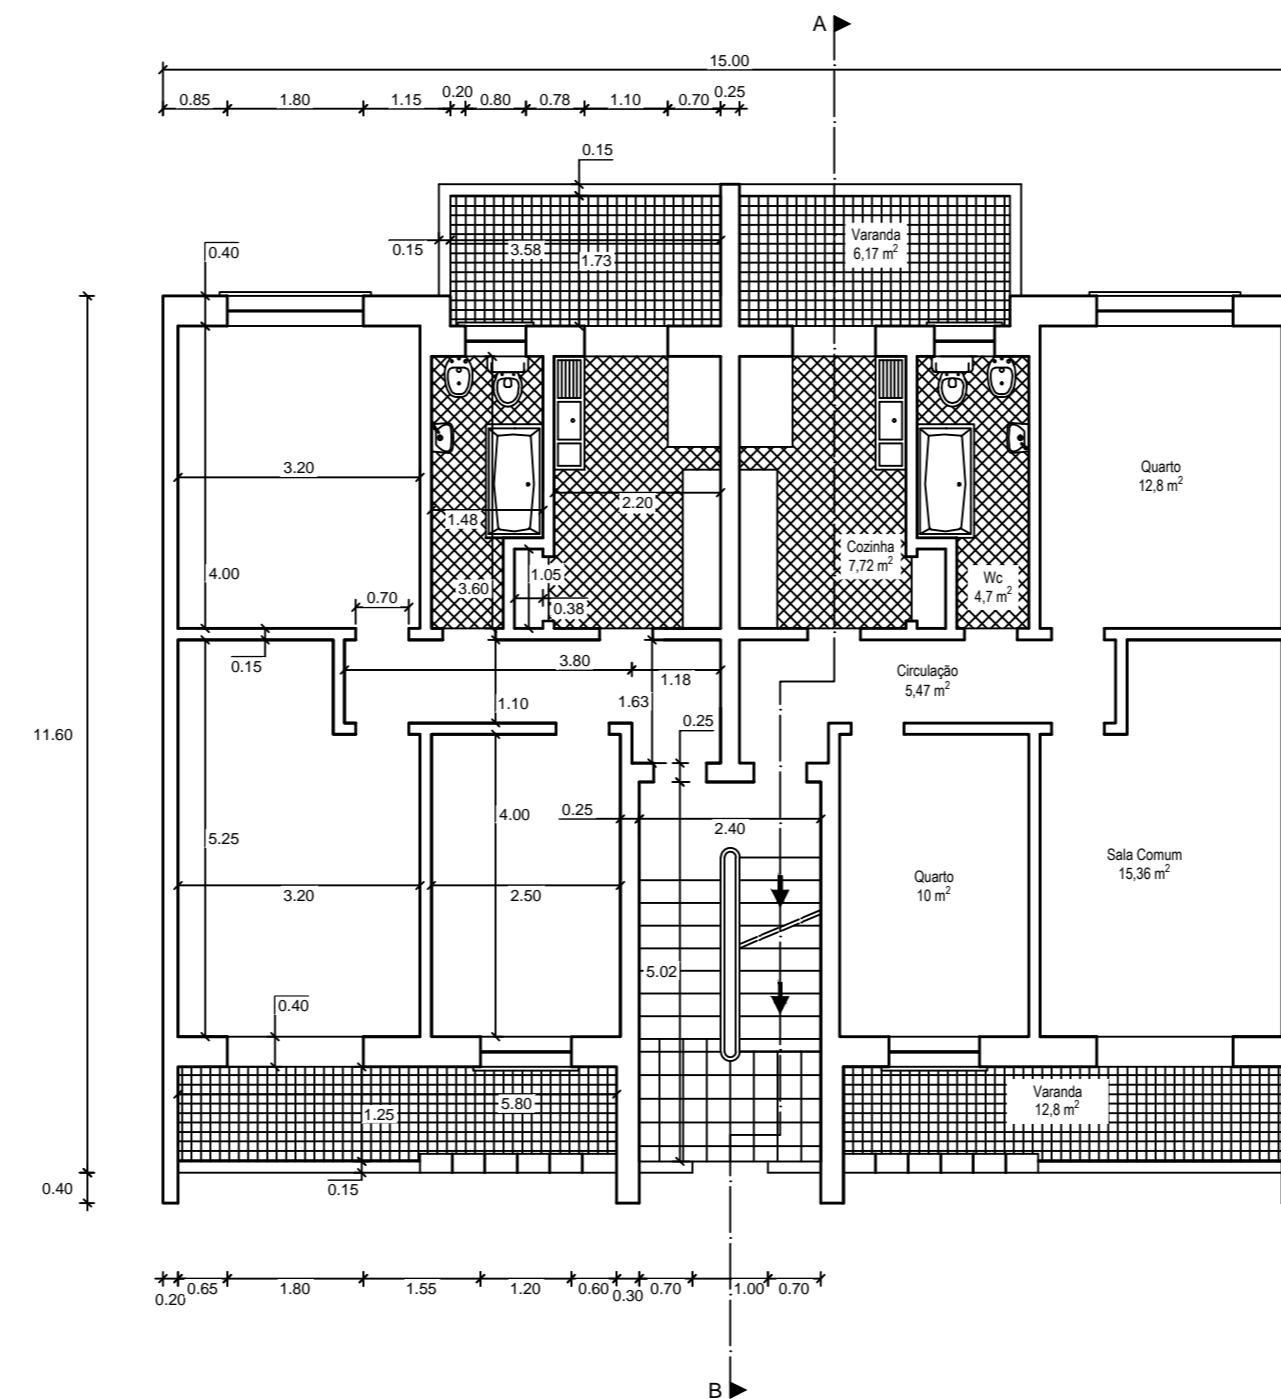 A
15.00
0.85 1.80 1.15 0.20 0.80 0.78 1.10 0.70 0.25
0.15
0.40
0.15
3.58
1.73
Varanda
6,17 m²
3.20
4.00
0.70
1.48
3.60
2.20
1.05
0.38
Cozinha
7,72 m²
Wc
4,7 m²
Quarto
12,8 m²
0.15
3.80
1.18
1.10
1.63
0.25
Circulação
5,47 m²
11.60
5.25
3.20
4.00
2.50
0.25
2.40
5.02
Quarto
10 m²
Sala Comum
15,36 m²
0.40
1.25
5.80
Varanda
12,8 m²
0.40
0.15
0.20 0.65 1.80 1.55 1.20 0.60 0.30 0.70 1.00 0.70
B